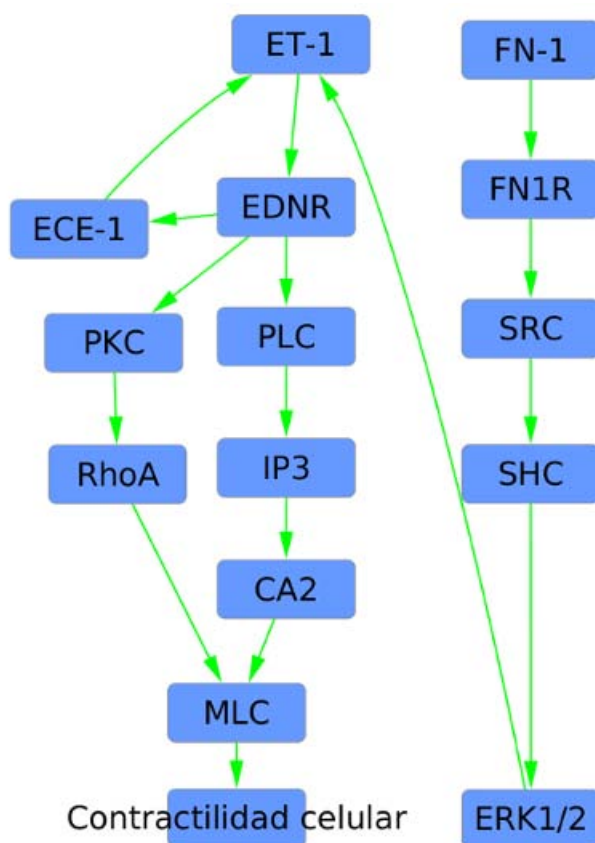 ET-1
FN-1
EDNR
FN1R
ECE-1
PKC
PLC
SRC
RhoA
IP3
SHC
CA2
MLC
Contractilidad celular
ERK1/2